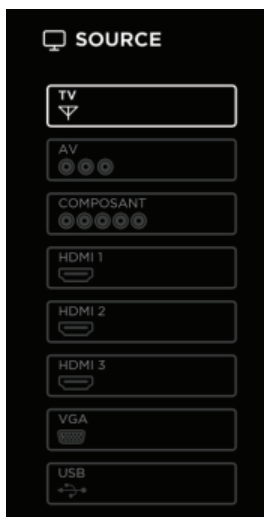 SOURCE
TV
AV
COMPOSANT
HDMI 1
HDMI 2
HDMI 3
VGA
USB